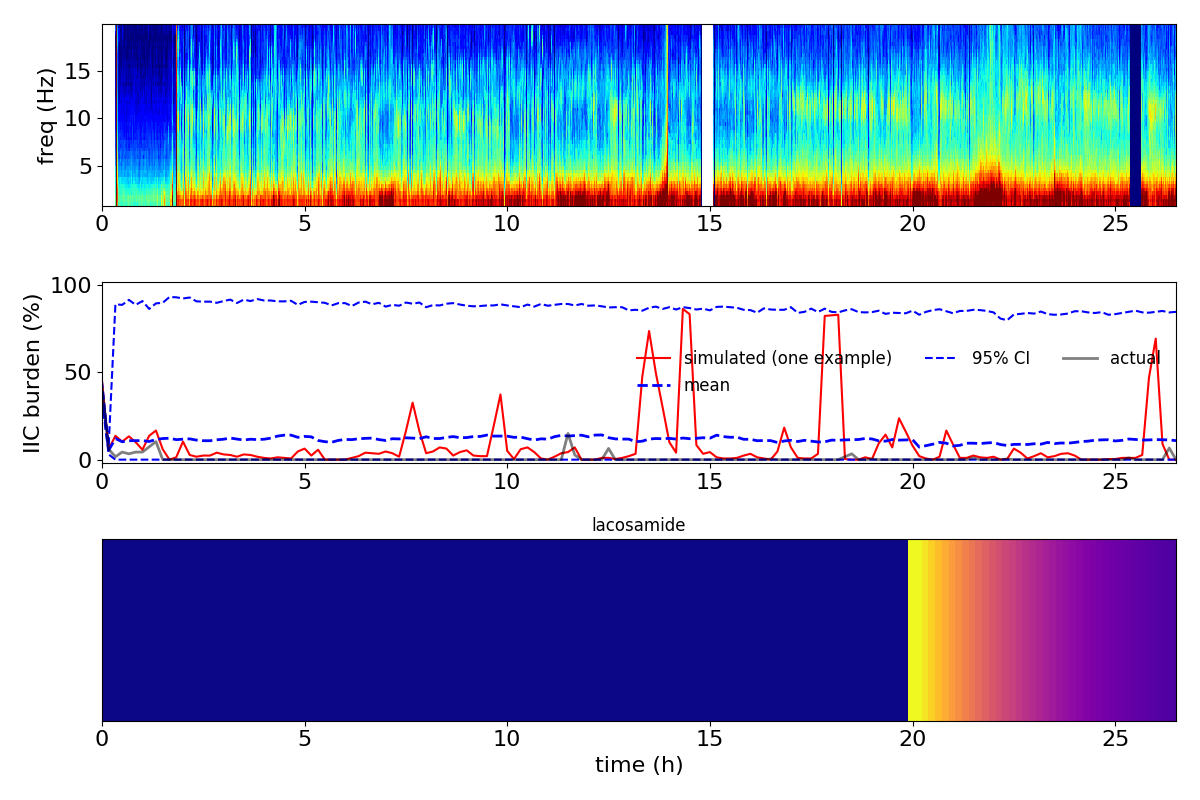 freq (Hz)
15
10
5
0 5 10 15 20 25
IIC burden (%)
100
50
0
simulated (one example) 95% CI actual
mean
0 5 10 15 20 25
lacosamide
0 5 10 15 20 25
time (h)